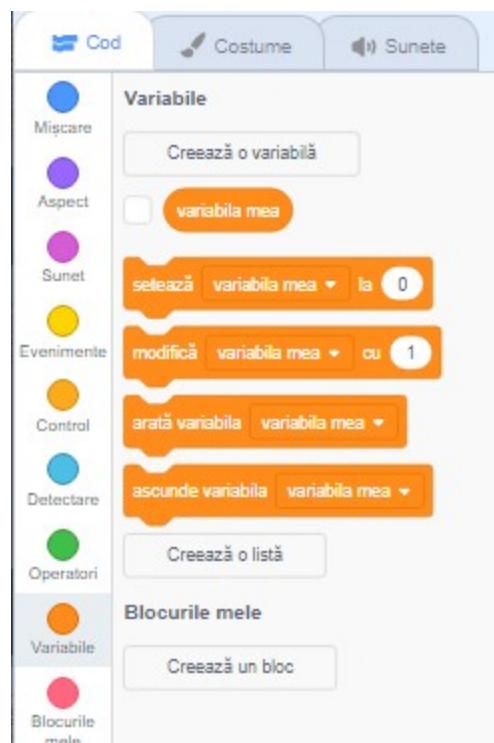 Cod
Costume
Sunete
Mișcare
Aspect
Sunet
Evenimente
Control
Detectare
Operatori
Variabile
Blocurile
mele
Variabile
Creează o variabilă
variabila mea
setează variabila mea la 0
modifică variabila mea cu 1
arată variabila variabila mea
ascunde variabila variabila mea
Creează o listă
Blocurile mele
Creează un bloc